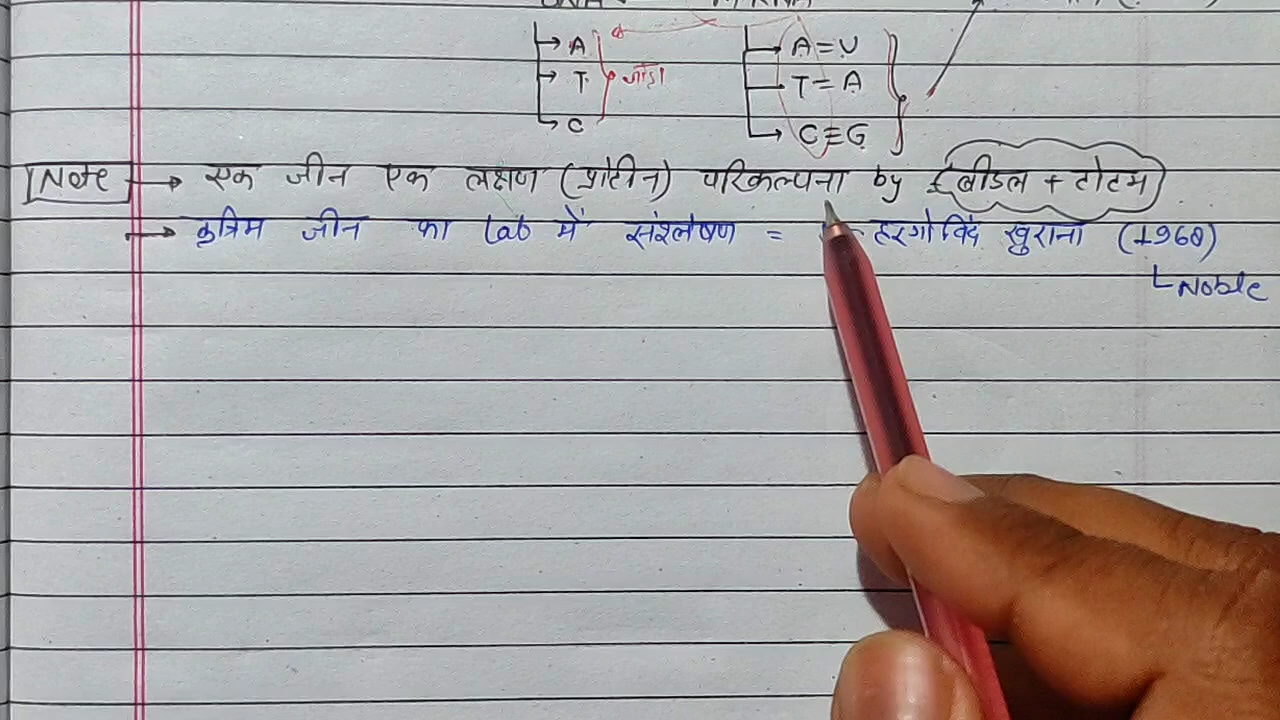 A A = U
T जोडा T = A
C C ≡ G
Note → एक जीन एक लक्षण (प्रोटीन) परिकल्पना by (बीडल + टोटम)
→ कृत्रिम जीन का lab में संश्लेषण = हरगोविंद खुराना (1968)
Noble